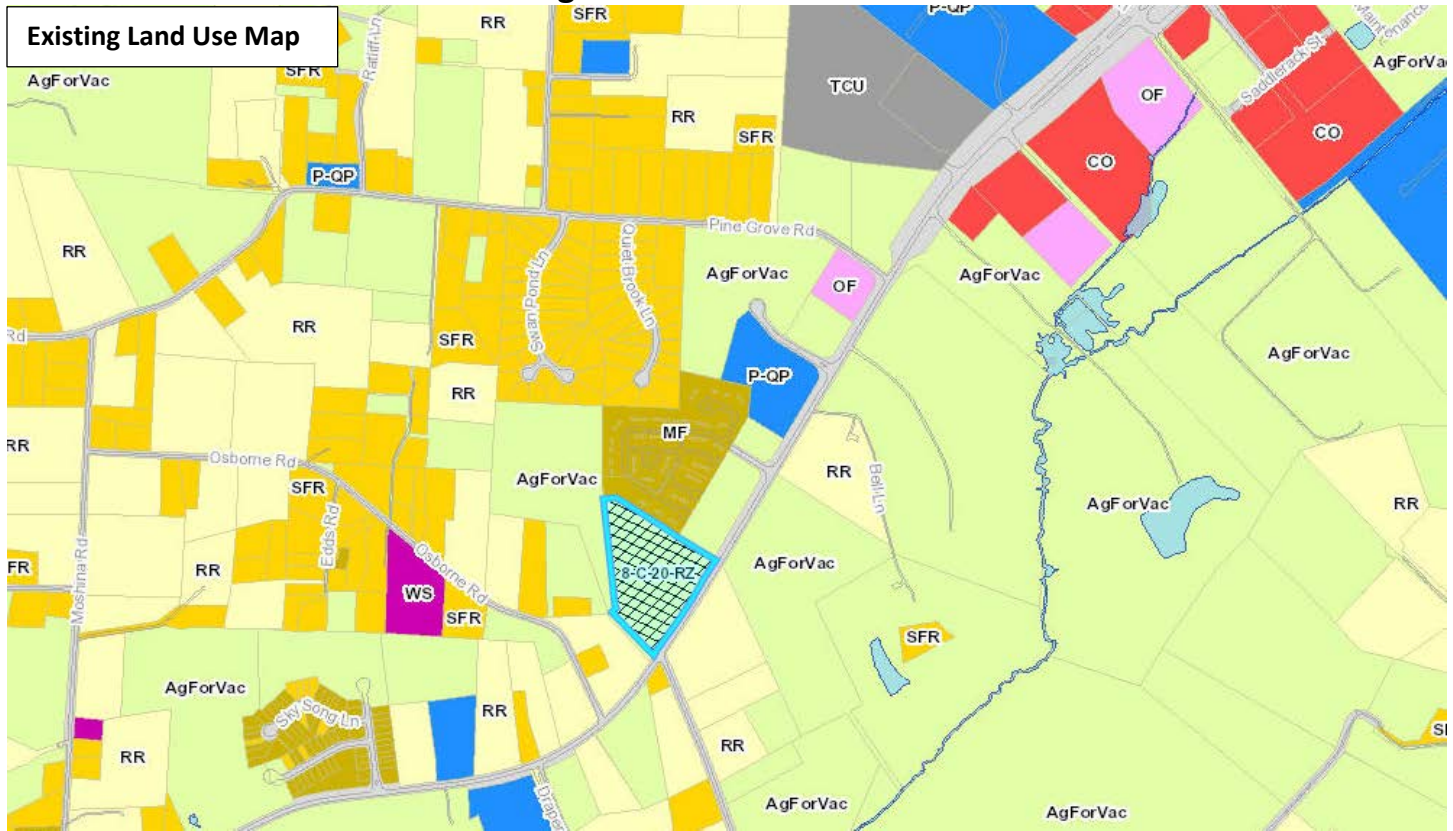 Existing Land Use Map
RR
SFR
P-QP
Saddlerack St
AgForVac
SFR
Ratliff Ln
TCU
OF
RR
SFR
CO
CO
P-QP
Pine Grove Rd
RR
Swan Pond Ln
Quiet Brook Ln
AgForVac
OF
AgForVac
RR
Rd
SFR
AgForVac
RR
P-QP
MF
RR
Osborne Rd
RR
Bell Ln
SFR
AgForVac
AgForVac
RR
Edds Rd
Moshina Rd
Osborne Rd
8-C-20-RZ
AgForVac
RR
WS
SFR
SFR
AgForVac
Sky Song Ln
RR
RR
RR
Draper
AgForVac
AgForVac